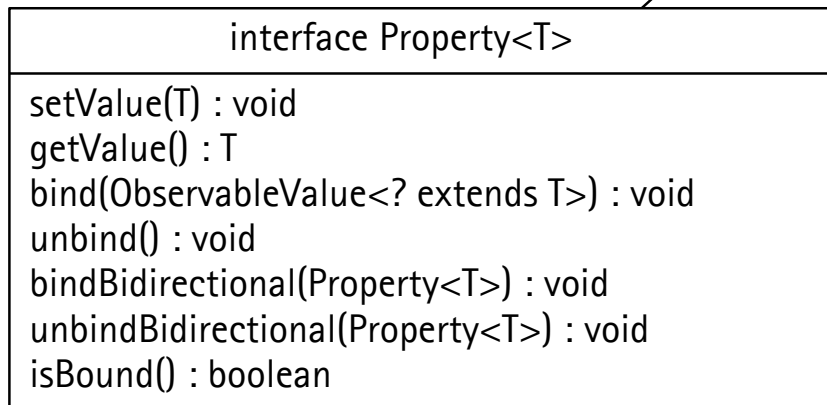 interface Property<T>
setValue(T) : void
getValue() : T
bind(ObservableValue<? extends T>) : void
unbind() : void
bindBidirectional(Property<T>) : void
unbindBidirectional(Property<T>) : void
isBound() : boolean